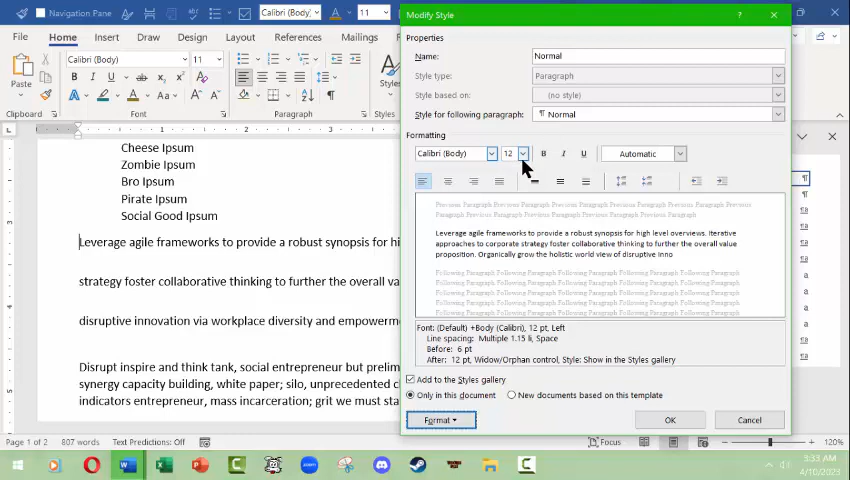 Navigation Pane
Calibri (Body)
11
Modify Style
?
File
Home
Insert
Draw
Design
Layout
References
Mailings
Properties
Name:
Normal
Style type:
Paragraph
Style based on:
(no style)
Style for following paragraph:
¶ Normal
Paste
Calibri (Body)
11
Styles
Clipboard
Font
Paragraph
Formatting
Calibri (Body)
12
B
I
U
Automatic
Cheese Ipsum
Zombie Ipsum
Bro Ipsum
Pirate Ipsum
Social Good Ipsum
Leverage agile frameworks to provide a robust synopsis for hi
strategy foster collaborative thinking to further the overall va
disruptive innovation via workplace diversity and empowerme
Disrupt inspire and think tank, social entrepreneur but prelim
synergy capacity building, white paper; silo, unprecedented c
indicators entrepreneur, mass incarceration; grit we must sta
Previous Paragraph Previous Paragraph Previous Paragraph Previous Paragraph Previous
Paragraph Previous Paragraph Previous Paragraph Previous Paragraph
Leverage agile frameworks to provide a robust synopsis for high level overviews. Iterative
approaches to corporate strategy foster collaborative thinking to further the overall value
proposition. Organically grow the holistic world view of disruptive inno
Following Paragraph Following Paragraph Following Paragraph Following Paragraph
Following Paragraph Following Paragraph Following Paragraph Following Paragraph
Following Paragraph Following Paragraph Following Paragraph Following Paragraph
Following Paragraph Following Paragraph Following Paragraph Following Paragraph
Following Paragraph Following Paragraph Following Paragraph Following Paragraph
Font: (Default) +Body (Calibri), 12 pt, Left
Line spacing: Multiple 1.15 li, Space
Before: 6 pt
After: 12 pt, Widow/Orphan control, Style: Show in the Styles gallery
Add to the Styles gallery
Only in this document
New documents based on this template
Format
OK
Cancel
Page 1 of 2
807 words
Text Predictions: Off
Focus
120%
3:33 AM
4/10/2023